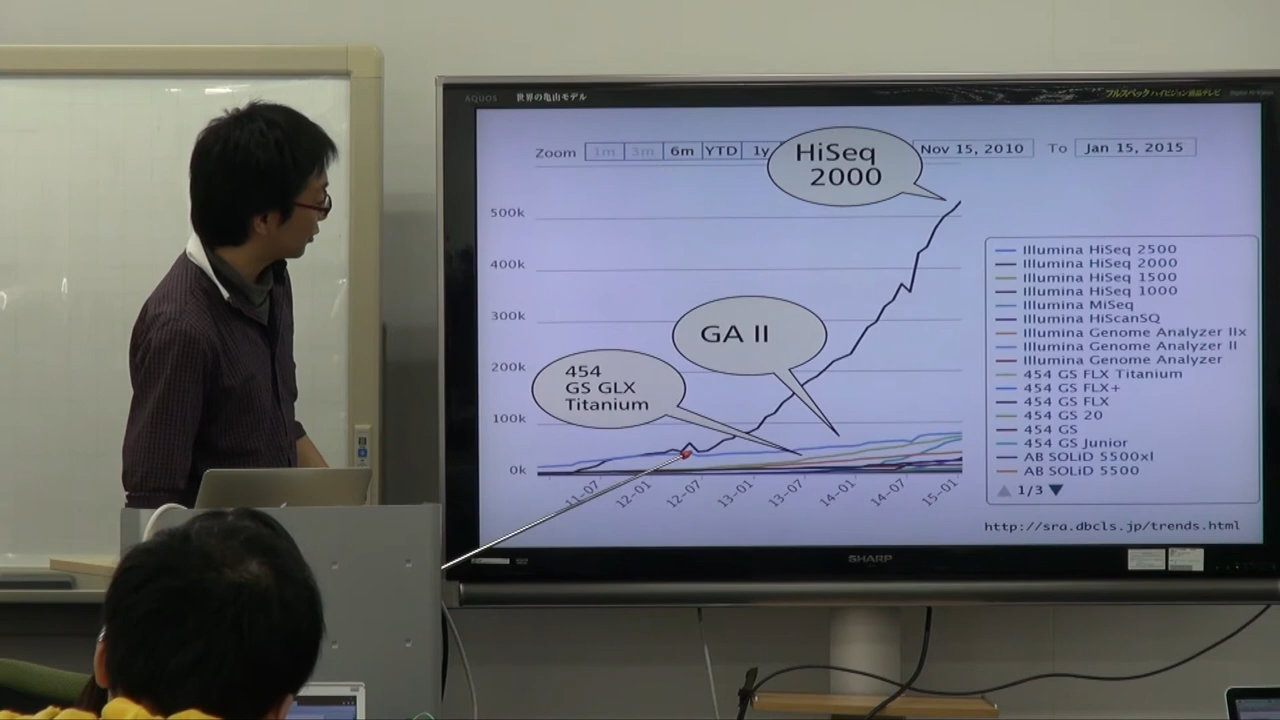 AQUOS 世界の亀山モデル
フルスペックハイビジョン液晶テレビ
Zoom 1m 3m 6m YTD 1y
Nov 15, 2010 To Jan 15, 2015
HiSeq
2000
500k
400k
300k
200k
100k
0k
GA II
454
GS GLX
Titanium
11-07 12-01 12-07 13-01 13-07 14-01 14-07 15-01
Illumina HiSeq 2500
Illumina HiSeq 2000
Illumina HiSeq 1500
Illumina HiSeq 1000
Illumina MiSeq
Illumina HiScanSQ
Illumina Genome Analyzer IIx
Illumina Genome Analyzer II
Illumina Genome Analyzer
454 GS FLX Titanium
454 GS FLX+
454 GS FLX
454 GS 20
454 GS
454 GS Junior
AB SOLiD 5500xl
AB SOLiD 5500
1/3
http://sra.dbcls.jp/trends.html
SHARP